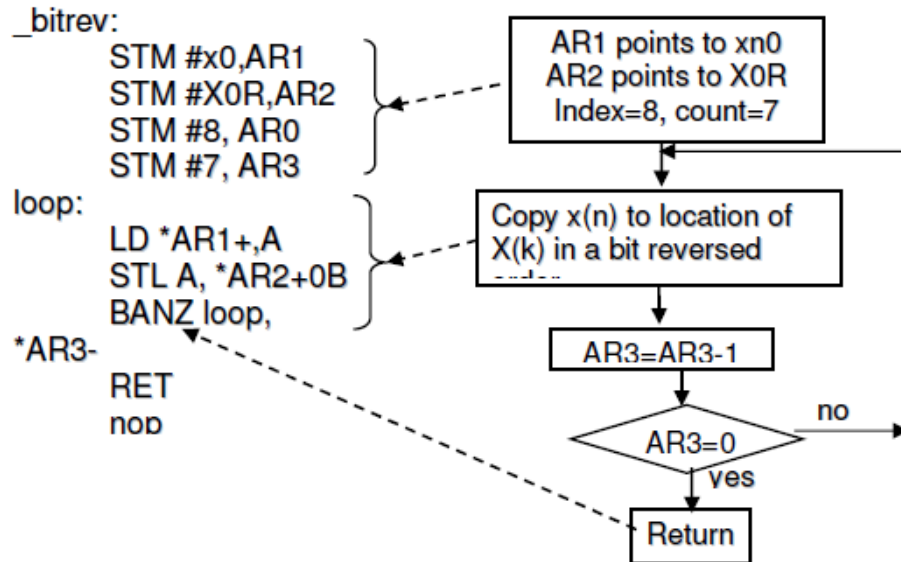 _bitrev:
STM #x0,AR1
STM #X0R,AR2
STM #8, AR0
STM #7, AR3
loop:
LD *AR1+,A
STL A, *AR2+0B
BANZ loop,
*AR3-
RET
nop
AR1 points to xn0
AR2 points to X0R
Index=8, count=7
Copy x(n) to location of
X(k) in a bit reversed
order
AR3=AR3-1
AR3=0
no
yes
Return